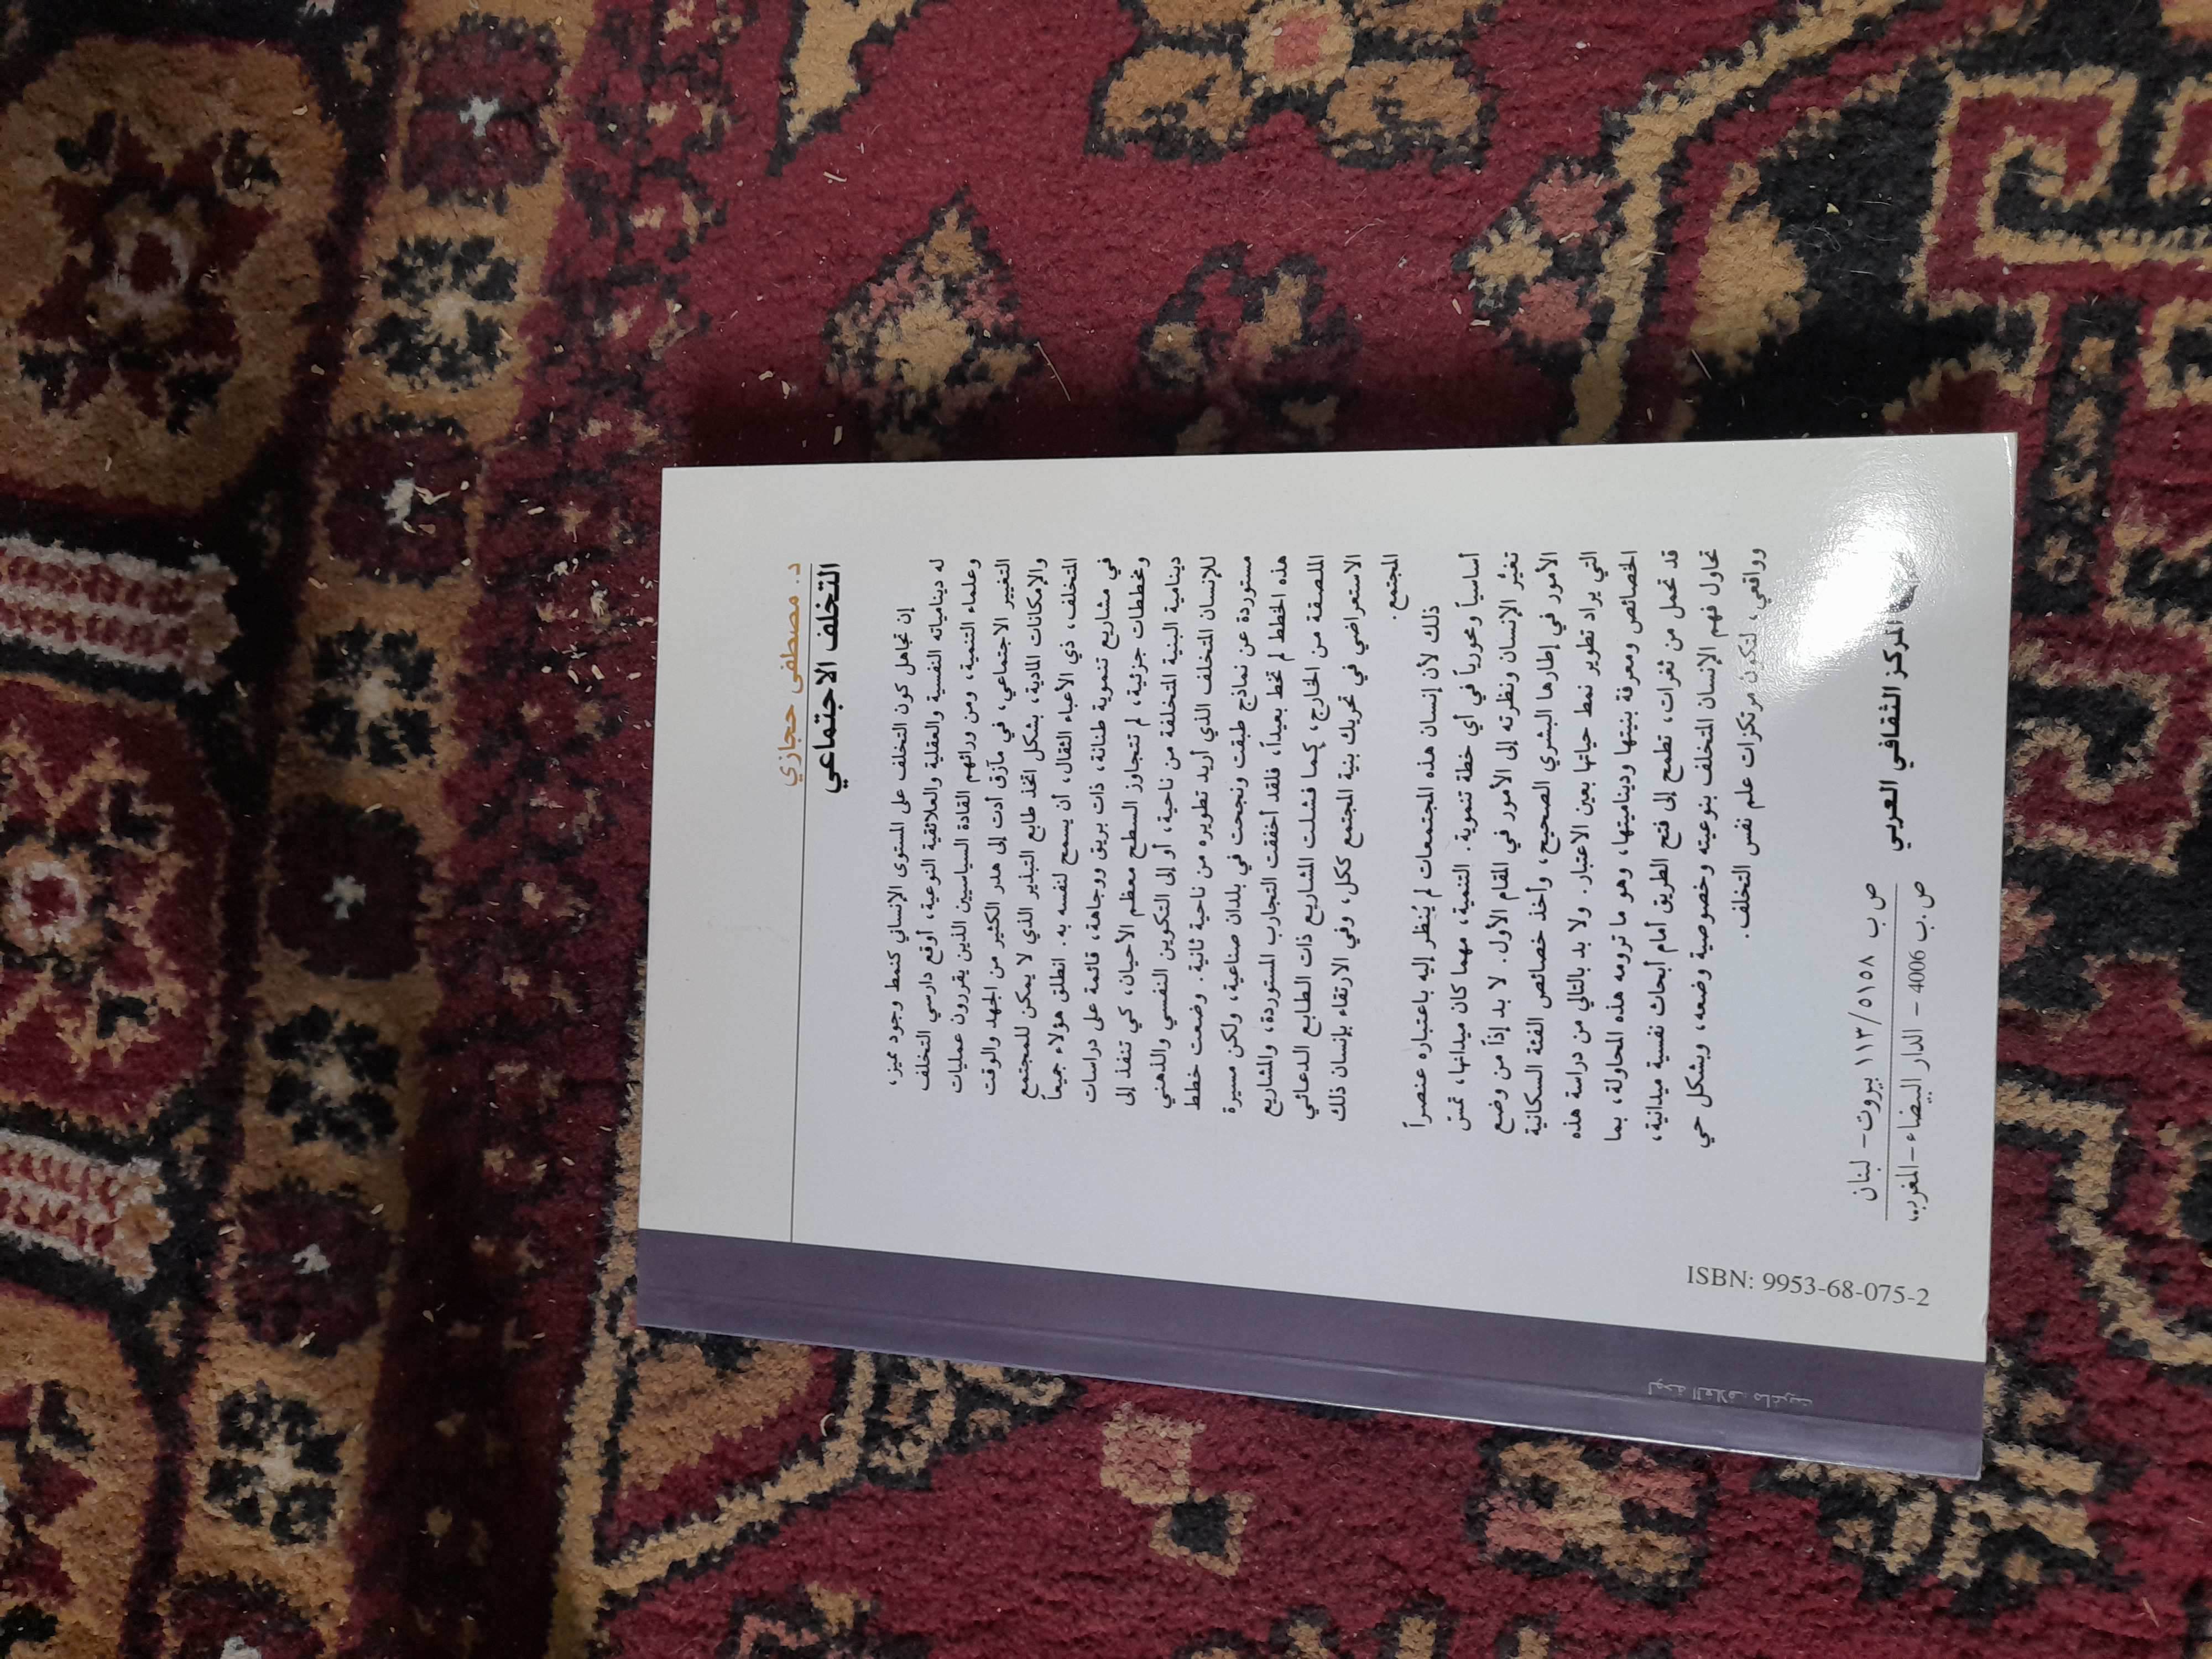 د. مصطفى حجازي
التخلف الاجتماعي
إن تجاهل كون التخلف على المستوى الإنساني كنمط وجود مميز،
له دينامياته النفسية والعقلية والعلائقية النوعية، أوقع دارسي التخلف
وعلماء التنمية، ومن ورائهم القادة السياسيين الذين يقررون عمليات
التغيير الاجتماعي، في مآزق أدت إلى هدر الكثير من الجهد والوقت
والإمكانات المادية، بشكل اتخذ طابع التبذير الذي لا يمكن للمجتمع
المتخلف، ذي الأعباء الثقال، أن يسمح لنفسه به. انطلق هؤلاء جميعاً
في مشاريع تنموية طنانة، ذات بريق ووجاهة، قائمة على دراسات
ومخططات جزئية، لم تتجاوز السطح معظم الأحيان، كي تنفذ إلى
دينامية البنية المتخلفة من ناحية، أو إلى التكوين النفسي والذهني
للإنسان المتخلف الذي أريد تطويره من ناحية ثانية. وضعت خطط
مستوردة عن نماذج طبقت ونجحت في بلدان صناعية، ولكن مسيرة
هذه الخطط لم تخط بعيداً، فلقد أخفقت التجارب المستوردة، والمشاريع
الملصقة من الخارج، كما فشلت المشاريع ذات الطابع الدعائي
الاستعراضي في تحريك بنية المجتمع ككل، وفي الارتقاء بإنسان ذلك
المجتمع.
ذلك لأن إنسان هذه المجتمعات لم يُنظر إليه باعتباره عنصراً
أساسياً ومحورياً في أي خطة تنموية. التنمية، مهما كان ميدانها، تمسّ
تغيُّر الإنسان ونظرته إلى الأمور في المقام الأول. لا بد إذاً من وضع
الأمور في إطارها البشري الصحيح، وأخذ خصائص الفئة السكانية
التي يراد تطوير نمط حياتها بعين الاعتبار. ولا بد بالتالي من دراسة هذه
الخصائص ومعرفة بنيتها وديناميتها، وهو ما ترومه هذه المحاولة، بما
قد تحمل من ثغرات، تطمح إلى فتح الطريق أمام أبحاث نفسية ميدانية،
تحاول فهم الإنسان المتخلف بنوعيته وخصوصية وضعه، وبشكل حي
وواقعي، لتكون مرتكزات علم نفس التخلف.
المركز الثقافي العربي
ص ب ١١٣/٥١٥٨ بيروت- لبنان
ص.ب 4006 - الدار البيضاء-المغرب
ISBN: 9953-68-075-2
لوحة الغلاف ماغريت